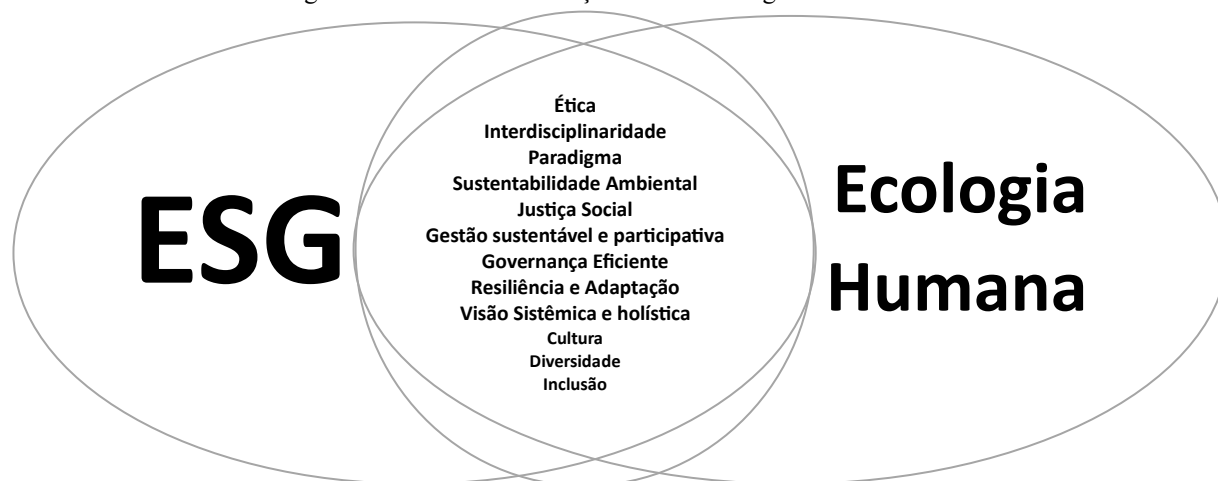 ESG
Ética
Interdisciplinaridade
Paradigma
Sustentabilidade Ambiental
Justiça Social
Gestão sustentável e participativa
Governança Eficiente
Resiliência e Adaptação
Visão Sistêmica e holística
Cultura
Diversidade
Inclusão
Ecologia
Humana